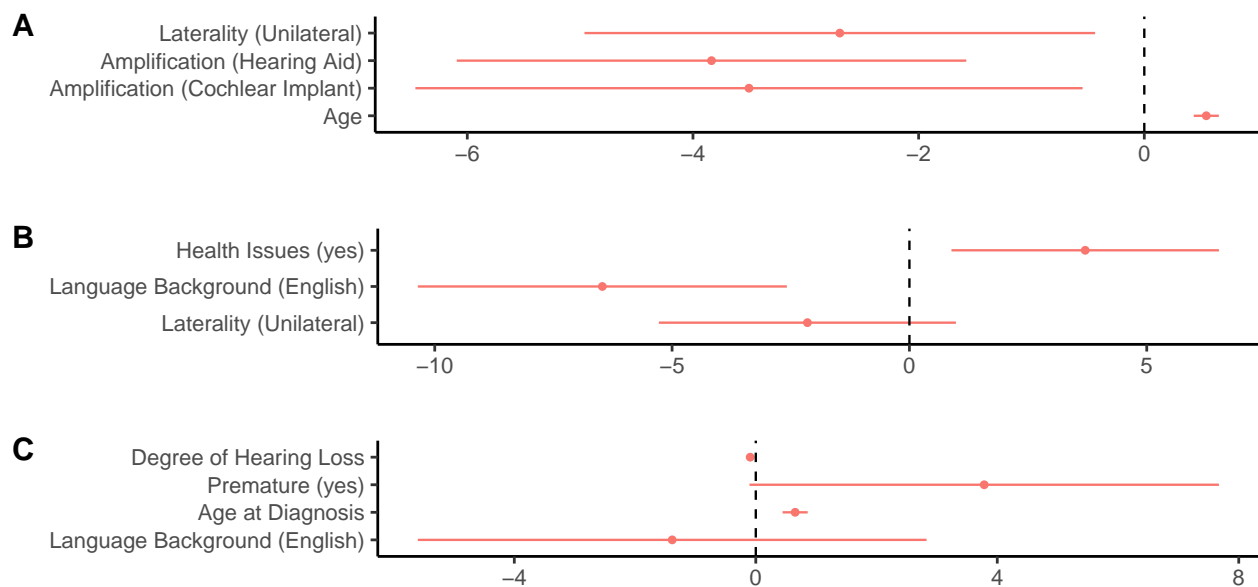 A
Laterality (Unilateral)
Amplification (Hearing Aid)
Amplification (Cochlear Implant)
Age
−6 −4 −2 0
B
Health Issues (yes)
Language Background (English)
Laterality (Unilateral)
−10 −5 0 5
C
Degree of Hearing Loss
Premature (yes)
Age at Diagnosis
Language Background (English)
−4 0 4 8